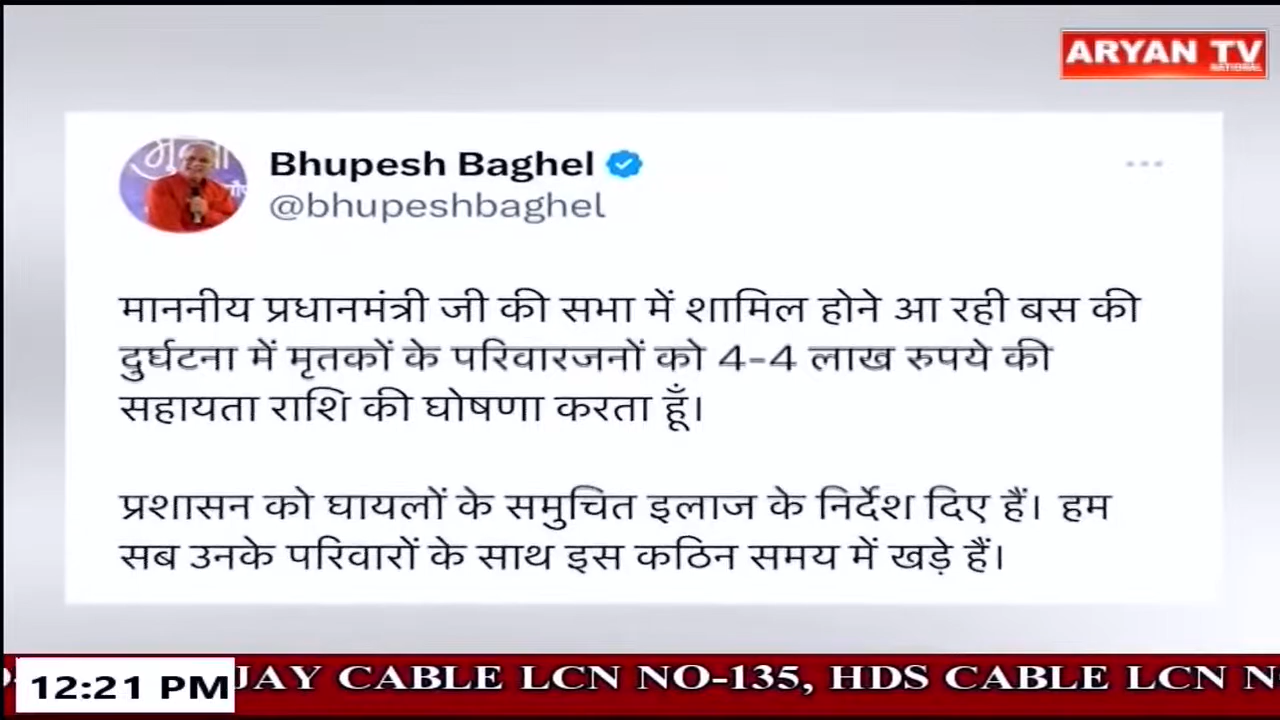 ARYAN TV
NATIONAL
Bhupesh Baghel
@bhupeshbaghel
माननीय प्रधानमंत्री जी की सभा में शामिल होने आ रही बस की
दुर्घटना में मृतकों के परिवारजनों को 4-4 लाख रुपये की
सहायता राशि की घोषणा करता हूँ।
प्रशासन को घायलों के समुचित इलाज के निर्देश दिए हैं। हम
सब उनके परिवारों के साथ इस कठिन समय में खड़े हैं।
12:21 PM
JAY CABLE LCN NO-135, HDS CABLE LCN N